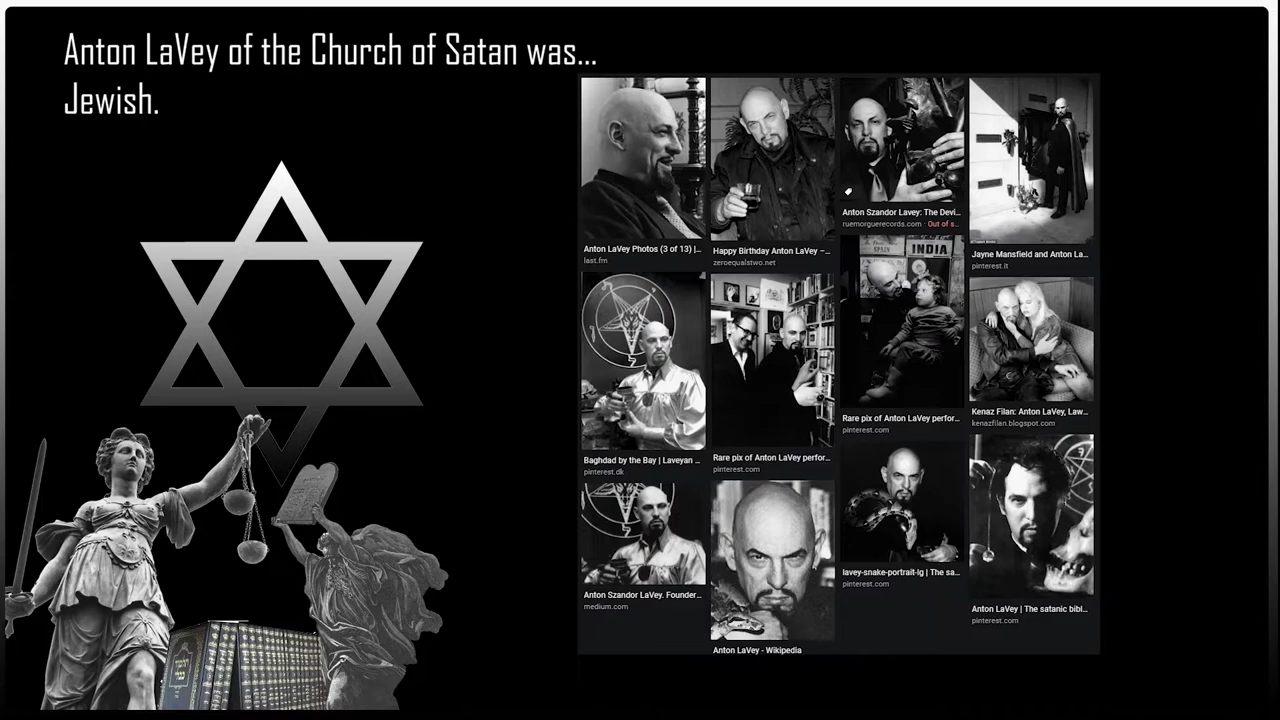 Anton LaVey of the Church of Satan was...
Jewish.
Anton LaVey Photos (3 of 13) |...
last.fm
Happy Birthday Anton LaVey –...
zeroequalstwo.net
Anton Szandor Lavey: The Devi...
ruemorguerecords.com · Out of s...
Jayne Mansfield and Anton La...
pinterest.it
SPAIN
INDIA
Baghdad by the Bay | Laveyan ...
pinterest.dk
Rare pix of Anton LaVey perfor...
pinterest.com
Rare pix of Anton LaVey perfor...
pinterest.com
Kenaz Filan: Anton LaVey, Law...
kenazfilan.blogspot.com
Anton Szandor LaVey. Founder...
medium.com
Anton LaVey - Wikipedia
lavey-snake-portrait-lg | The sa...
pinterest.com
Anton LaVey | The satanic bibl...
pinterest.com